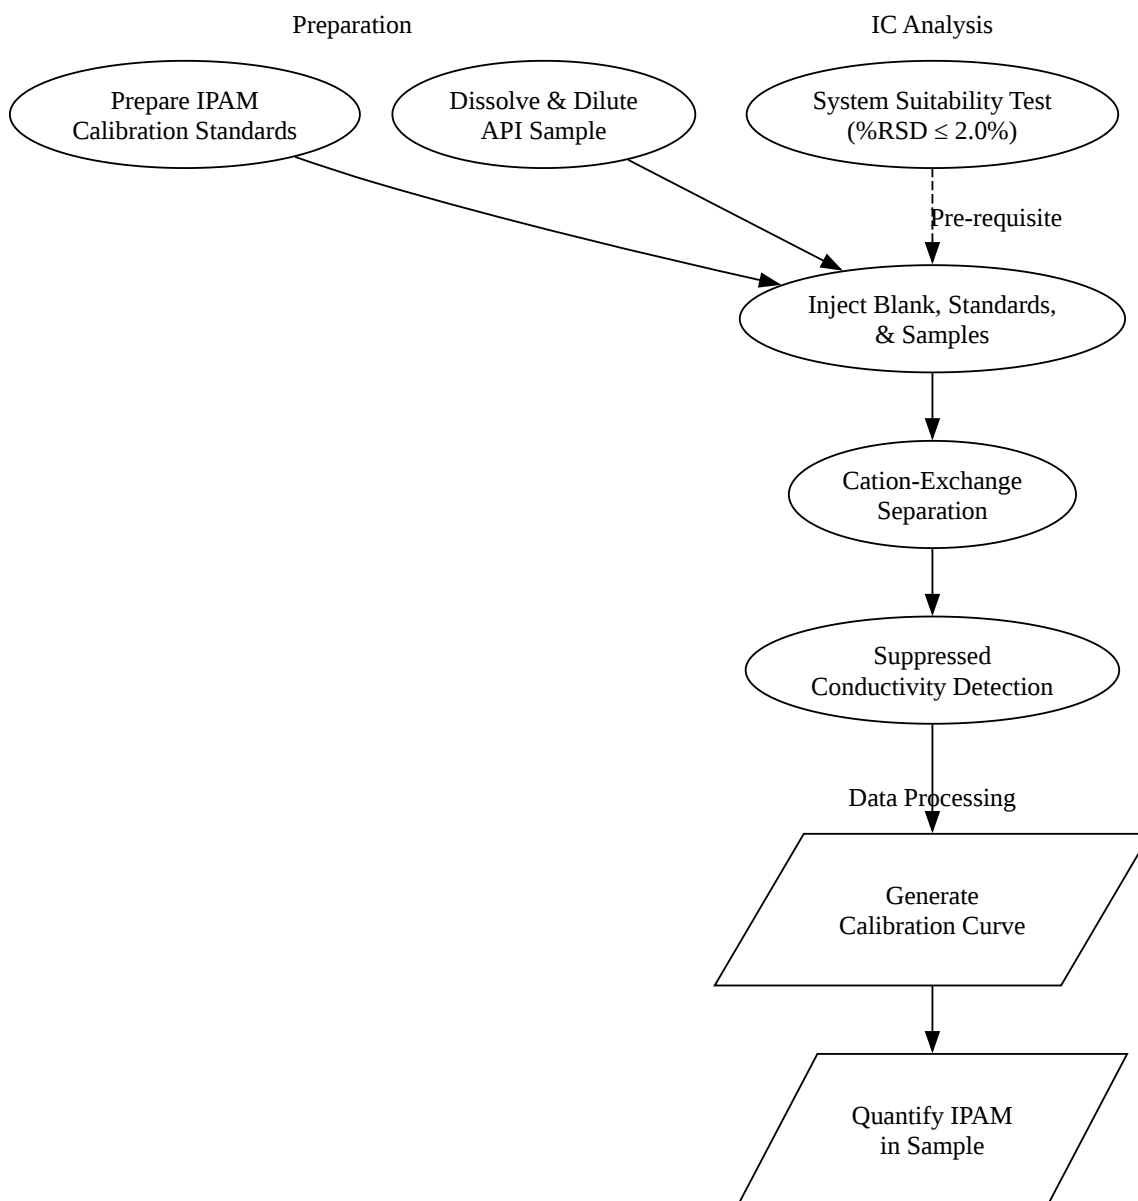 Preparation
IC Analysis
Prepare IPAM
Calibration Standards
Dissolve & Dilute
API Sample
System Suitability Test
(%RSD ≤ 2.0%)
Pre-requisite
Inject Blank, Standards,
& Samples
Cation-Exchange
Separation
Suppressed
Conductivity Detection
Data Processing
Generate
Calibration Curve
Quantify IPAM
in Sample